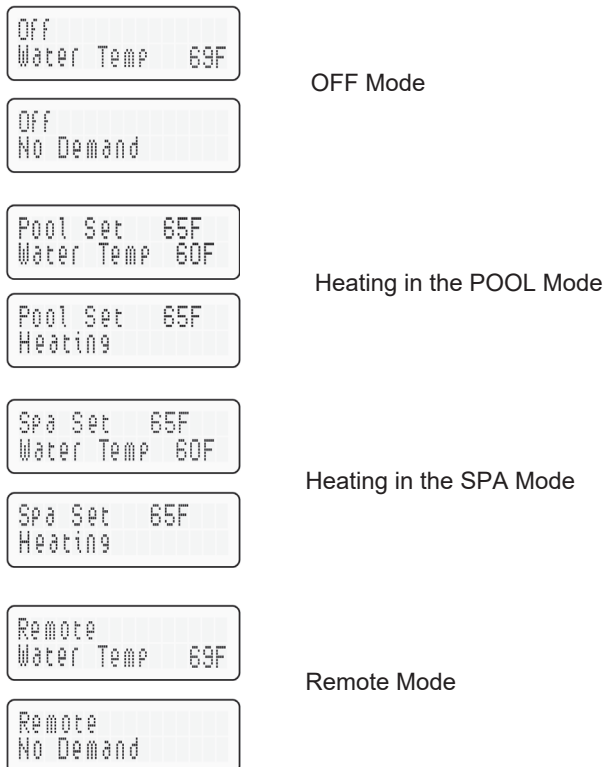 Off
Water Temp 69F
OFF Mode
Off
No Demand
Pool Set 65F
Water Temp 60F
Heating in the POOL Mode
Pool Set 65F
Heating
Spa Set 65F
Water Temp 60F
Heating in the SPA Mode
Spa Set 65F
Heating
Remote
Water Temp 69F
Remote Mode
Remote
No Demand